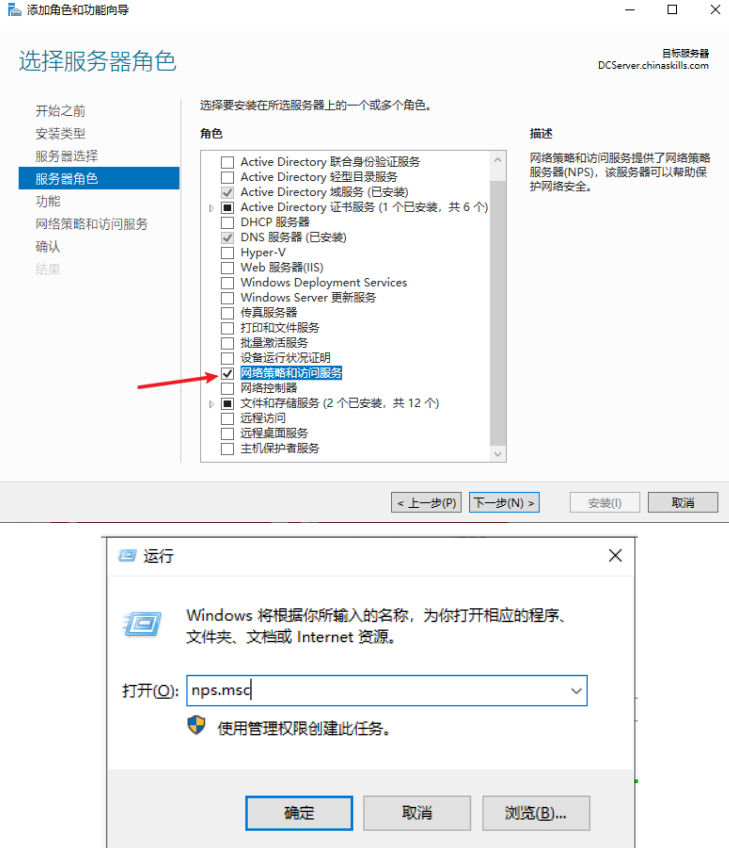 添加角色和功能向导
选择服务器角色
目标服务器
DCServer.chinaskills.com
开始之前
安装类型
服务器选择
服务器角色
功能
网络策略和访问服务
确认
结果
选择要安装在所选服务器上的一个或多个角色。
角色
Active Directory 联合身份验证服务
Active Directory 轻型目录服务
Active Directory 域服务 (已安装)
Active Directory 证书服务 (1 个已安装，共 6 个)
DHCP 服务器
DNS 服务器 (已安装)
Hyper-V
Web 服务器(IIS)
Windows Deployment Services
Windows Server 更新服务
传真服务器
打印和文件服务
批量激活服务
设备运行状况证明
网络策略和访问服务
网络控制器
文件和存储服务 (2 个已安装，共 12 个)
远程访问
远程桌面服务
主机保护者服务
描述
网络策略和访问服务提供了网络策略
服务器(NPS)，该服务器可以帮助保
护网络安全。
< 上一步(P)
下一步(N) >
安装(I)
取消
运行
Windows 将根据你所输入的名称，为你打开相应的程序、
文件夹、文档或 Internet 资源。
打开(O):
nps.msc
使用管理权限创建此任务。
确定
取消
浏览(B)...